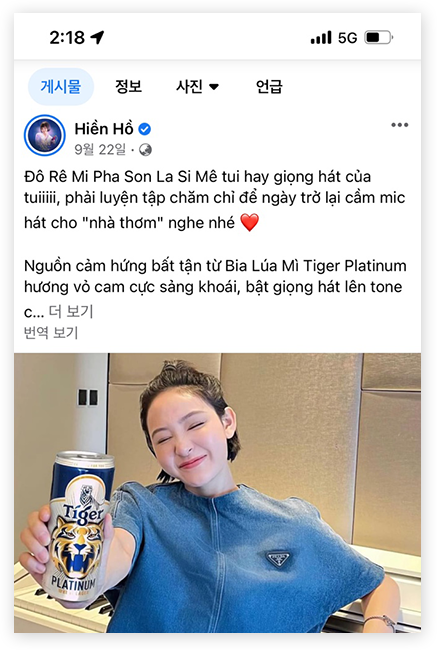 2:18
5G
게시물 정보 사진 언급
Hiền Hồ
9월 22일
Đô Rê Mi Pha Son La Si Mê tui hay giọng hát của
tuiiiii, phải luyện tập chăm chỉ để ngày trở lại cầm mic
hát cho "nhà thơm" nghe nhé ❤️
Nguồn cảm hứng bất tận từ Bia Lúa Mì Tiger Platinum
hương vỏ cam cực sảng khoái, bật giọng hát lên tone
c... 더 보기
번역 보기
Tiger
PLATINUM
PRADA